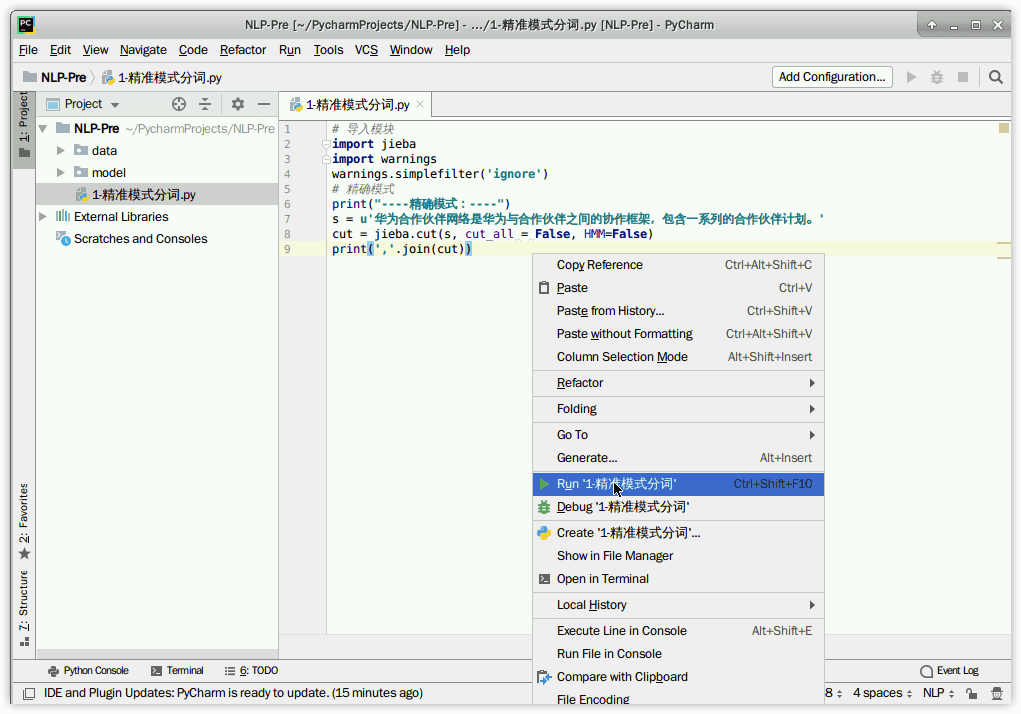 PC
NLP-Pre [~/PycharmProjects/NLP-Pre] - .../1-精准模式分词.py [NLP-Pre] - PyCharm
File Edit View Navigate Code Refactor Run Tools VCS Window Help
NLP-Pre 1-精准模式分词.py Add Configuration...
1: Project
Project
1-精准模式分词.py
NLP-Pre ~/PycharmProjects/NLP-Pre
data
model
1-精准模式分词.py
External Libraries
Scratches and Consoles
1 # 导入模块
2 import jieba
3 import warnings
4 warnings.simplefilter('ignore')
5 # 精确模式
6 print("----精确模式：----")
7 s = u'华为合作伙伴网络是华为与合作伙伴之间的协作框架，包含一系列的合作伙伴计划。'
8 cut = jieba.cut(s, cut_all = False, HMM=False)
9 print(','.join(cut))
Copy Reference Ctrl+Alt+Shift+C
Paste Ctrl+V
Paste from History... Ctrl+Shift+V
Paste without Formatting Ctrl+Alt+Shift+V
Column Selection Mode Alt+Shift+Insert
Refactor
Folding
Go To
Generate... Alt+Insert
Run '1-精准模式分词' Ctrl+Shift+F10
Debug '1-精准模式分词'
Create '1-精准模式分词'...
Show in File Manager
Open in Terminal
Local History
Execute Line in Console Alt+Shift+E
Run File in Console
Compare with Clipboard
File Encoding
2: Favorites
7: Structure
Python Console Terminal 6: TODO Event Log
IDE and Plugin Updates: PyCharm is ready to update. (15 minutes ago) 8 4 spaces NLP